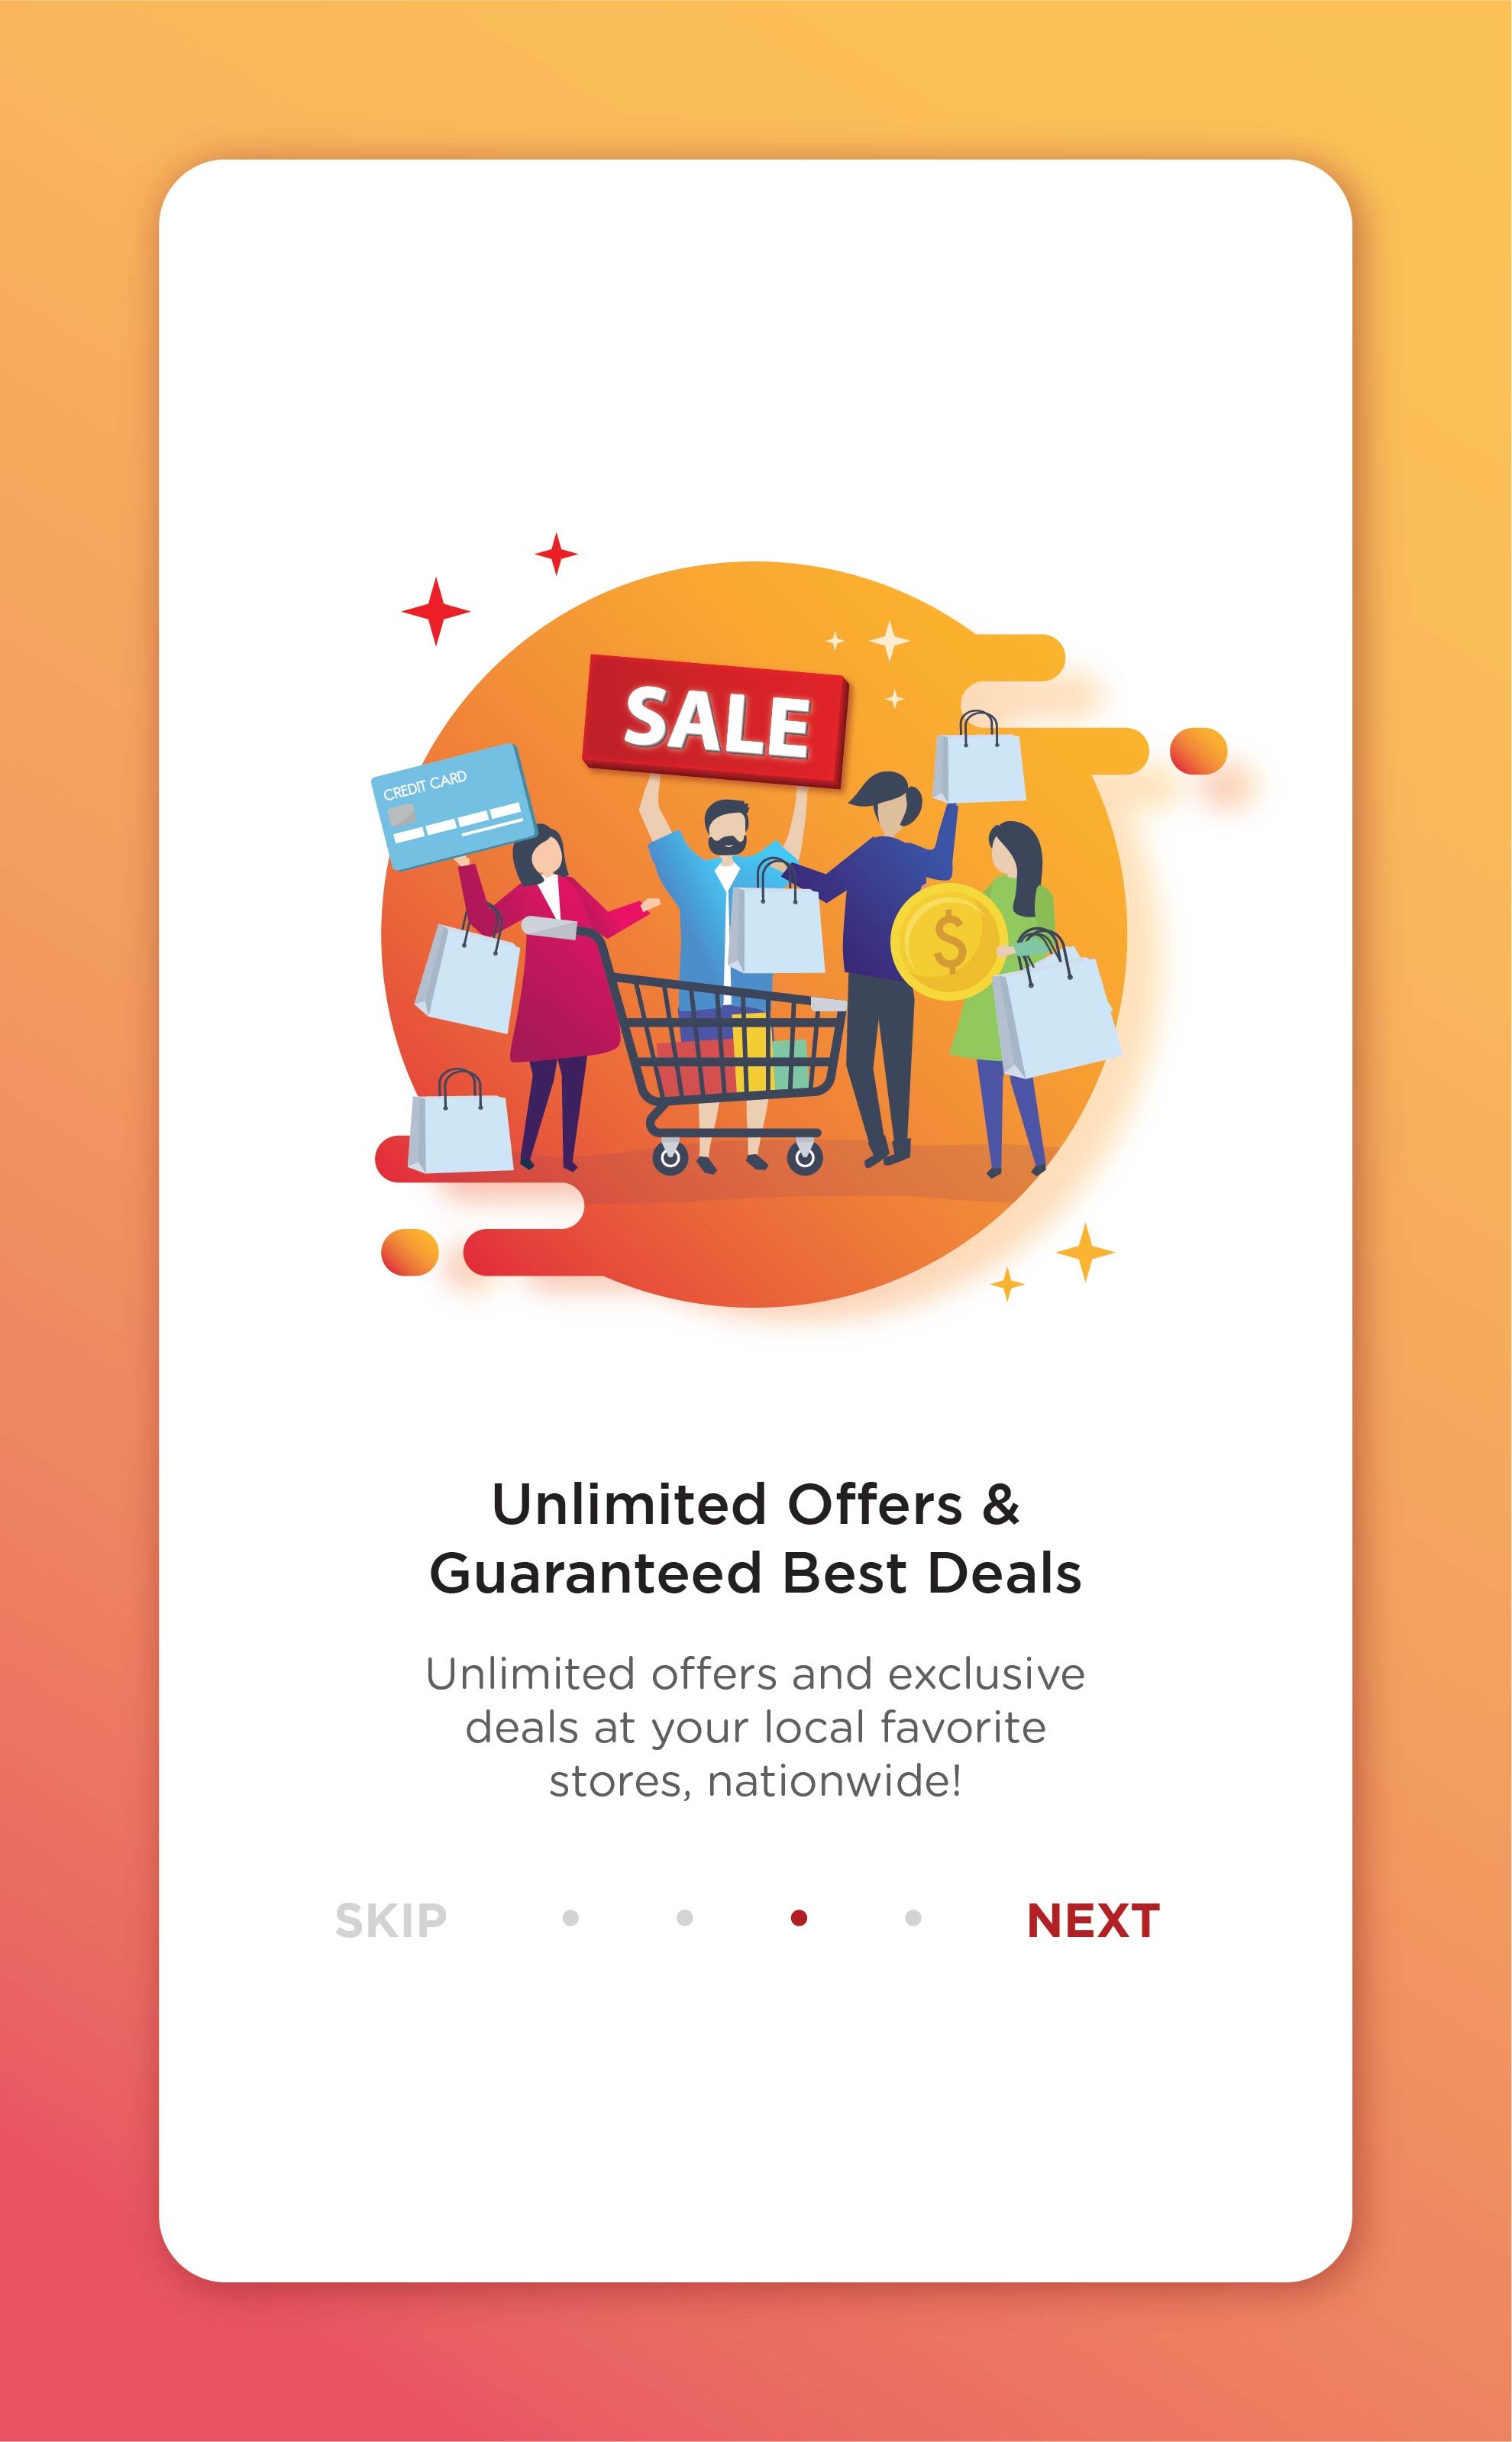 SALE
CREDIT CARD
$
Unlimited Offers &
Guaranteed Best Deals
Unlimited offers and exclusive
deals at your local favorite
stores, nationwide!
SKIP
NEXT